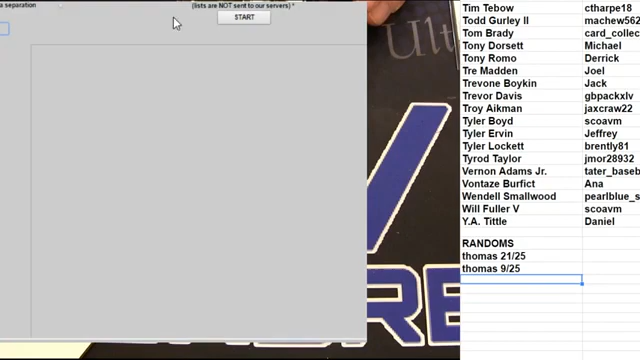 a separation
(lists are NOT sent to our servers) *
START
Ult
RE
Tim Tebow ctharpe18
Todd Gurley II machew562
Tom Brady card_collec
Tony Dorsett Michael
Tony Romo Derrick
Tre Madden Joel
Trevone Boykin Jack
Trevor Davis gbpackxlv
Troy Aikman jaxcraw22
Tyler Boyd scoavm
Tyler Ervin Jeffrey
Tyler Lockett brently81
Tyrod Taylor jmor28932
Vernon Adams Jr. tater_baseb
Vontaze Burfict Ana
Wendell Smallwood pearlblue_s
Will Fuller V scoavm
Y.A. Tittle Daniel
RANDOMS
thomas 21/25
thomas 9/25